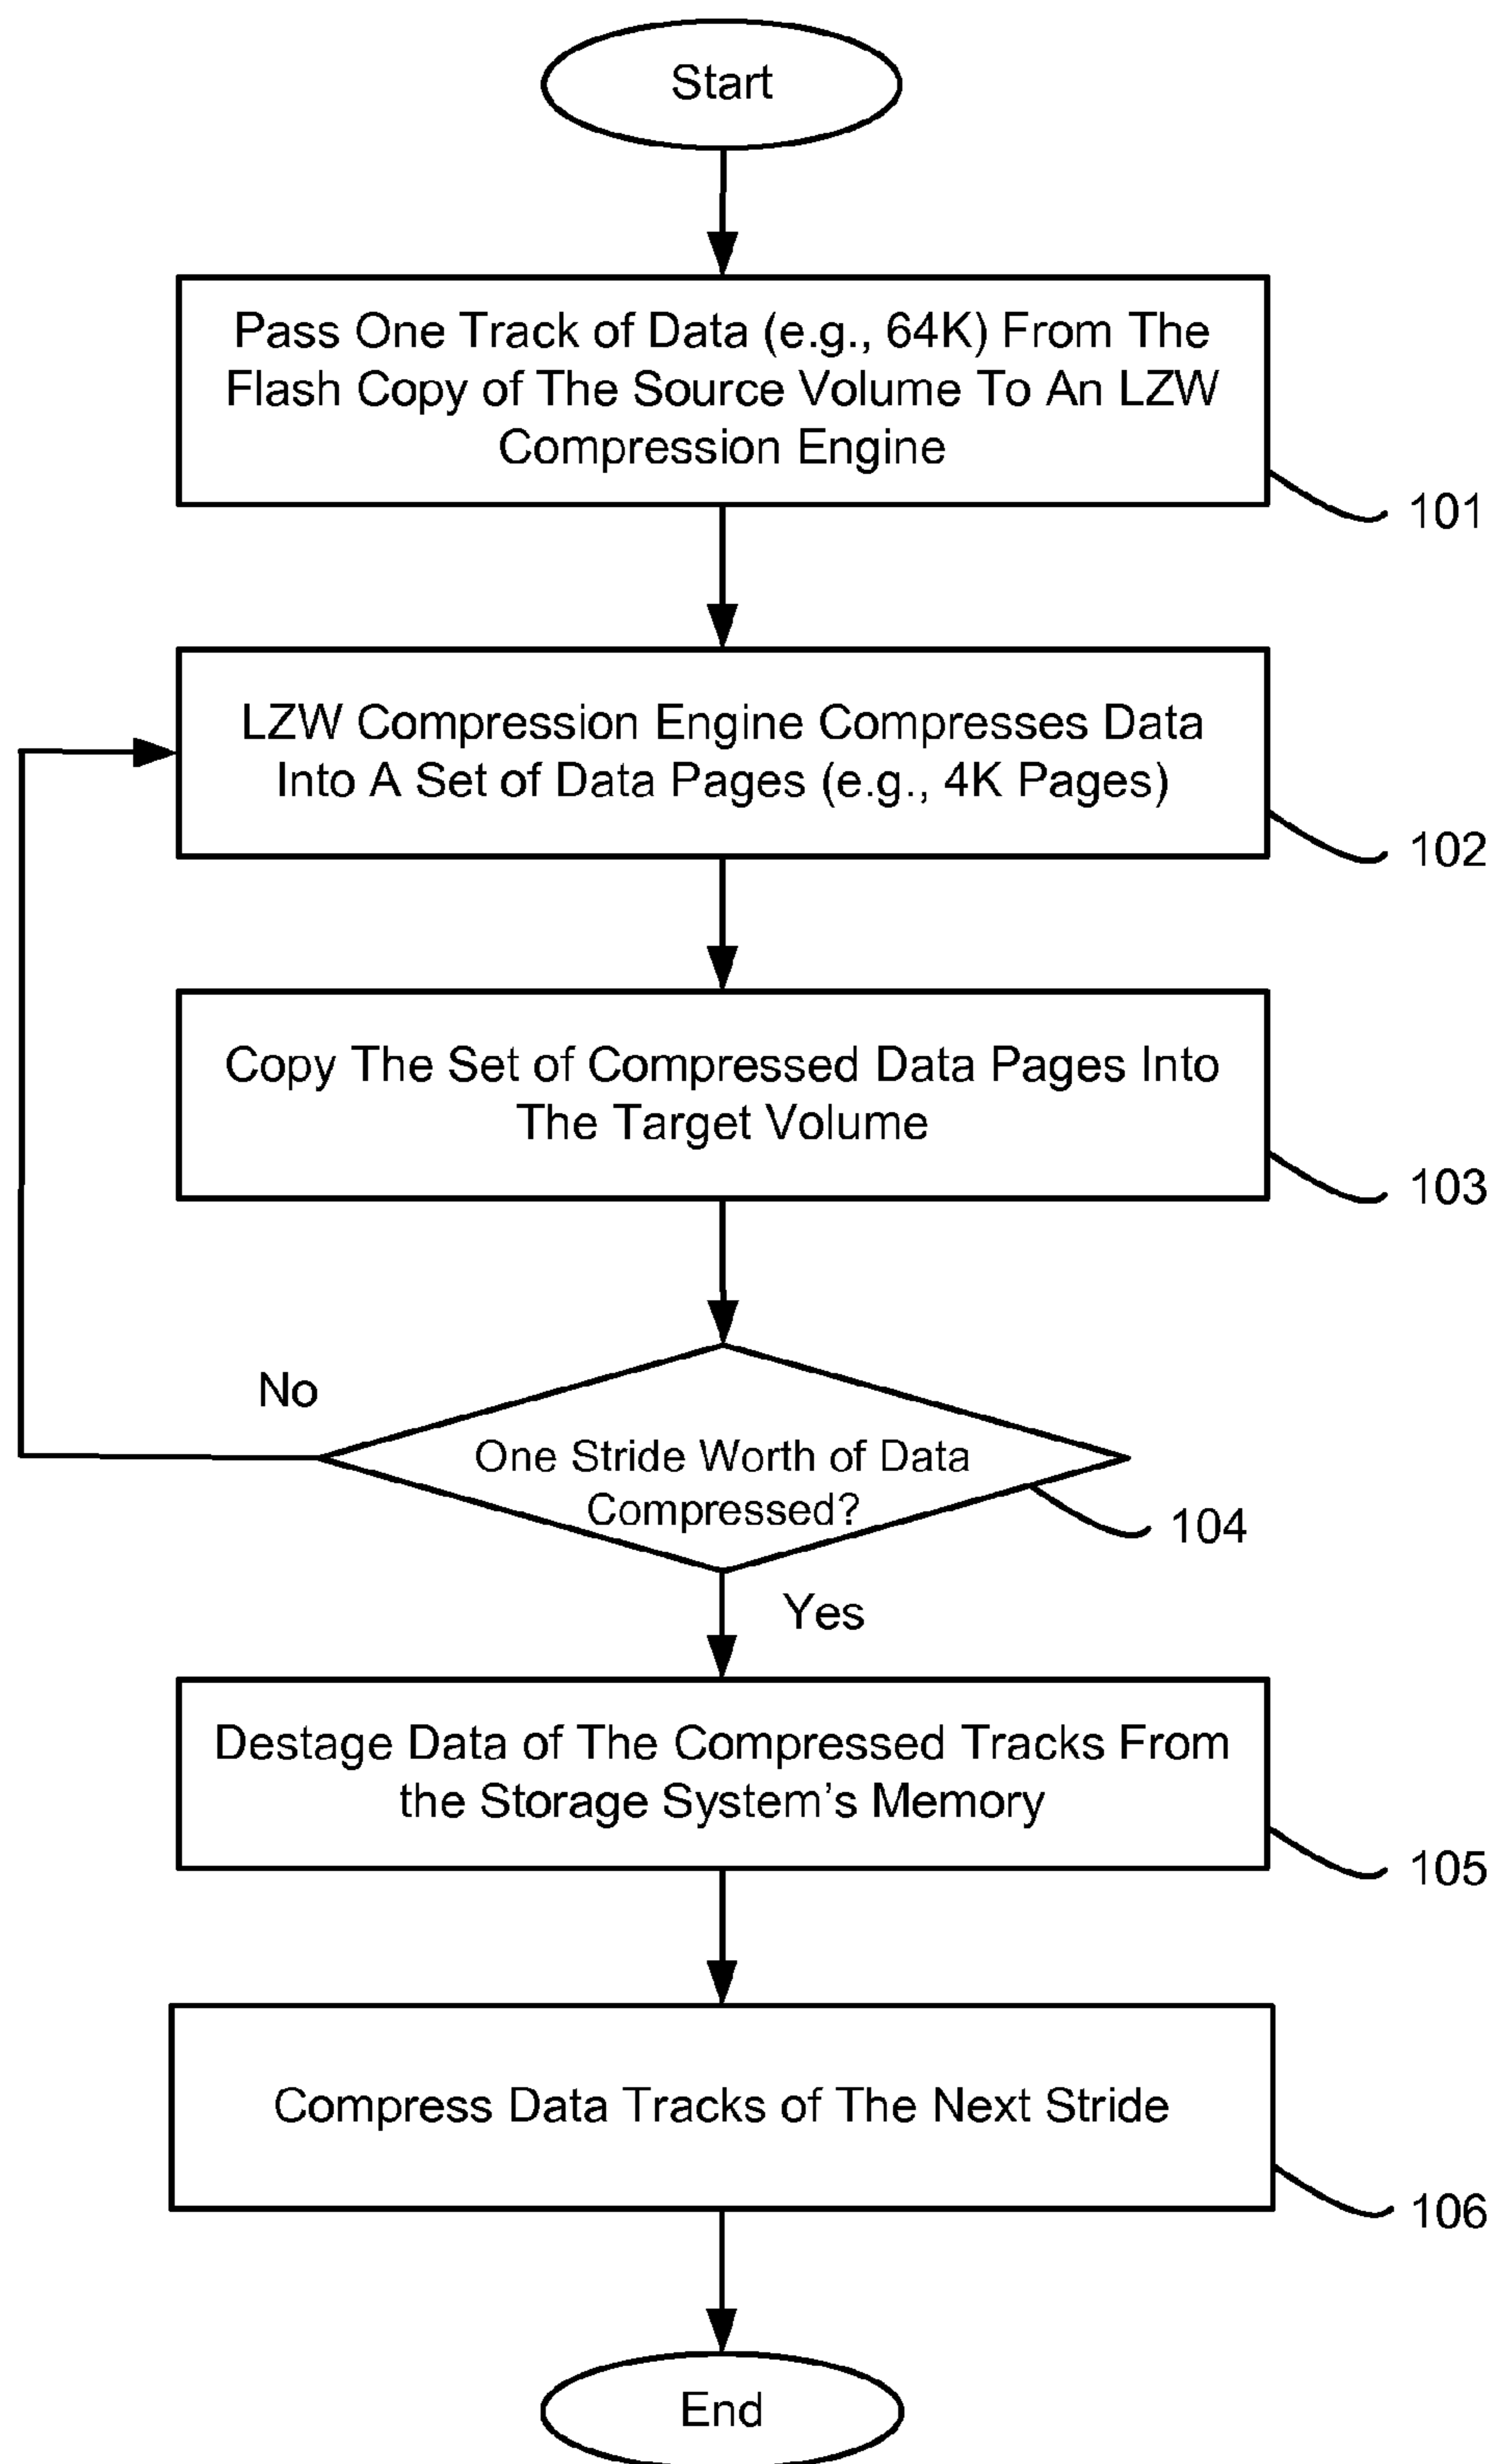 Start
Pass One Track of Data (e.g., 64K) From The
Flash Copy of The Source Volume To An LZW
Compression Engine
101
LZW Compression Engine Compresses Data
Into A Set of Data Pages (e.g., 4K Pages)
102
Copy The Set of Compressed Data Pages Into
The Target Volume
103
No
One Stride Worth of Data
Compressed?
104
Yes
Destage Data of The Compressed Tracks From
the Storage System’s Memory
105
Compress Data Tracks of The Next Stride
106
End